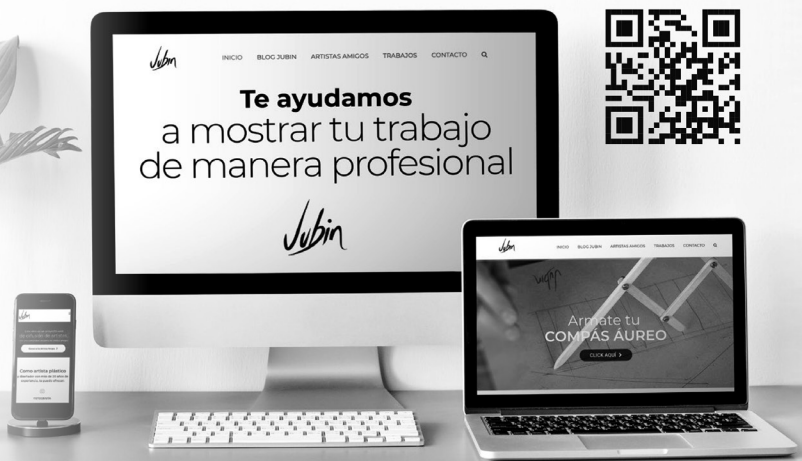 Jubin
INICIO BLOG JUBIN ARTISTAS AMIGOS TRABAJOS CONTACTO
Te ayudamos
a mostrar tu trabajo
de manera profesional
Jubin
Jubin
INICIO BLOG JUBIN ARTISTAS AMIGOS TRABAJOS CONTACTO
Jubin
Armate tu
COMPÁS ÁUREO
CLICK AQUÍ >
Jubin
Como artista plástico